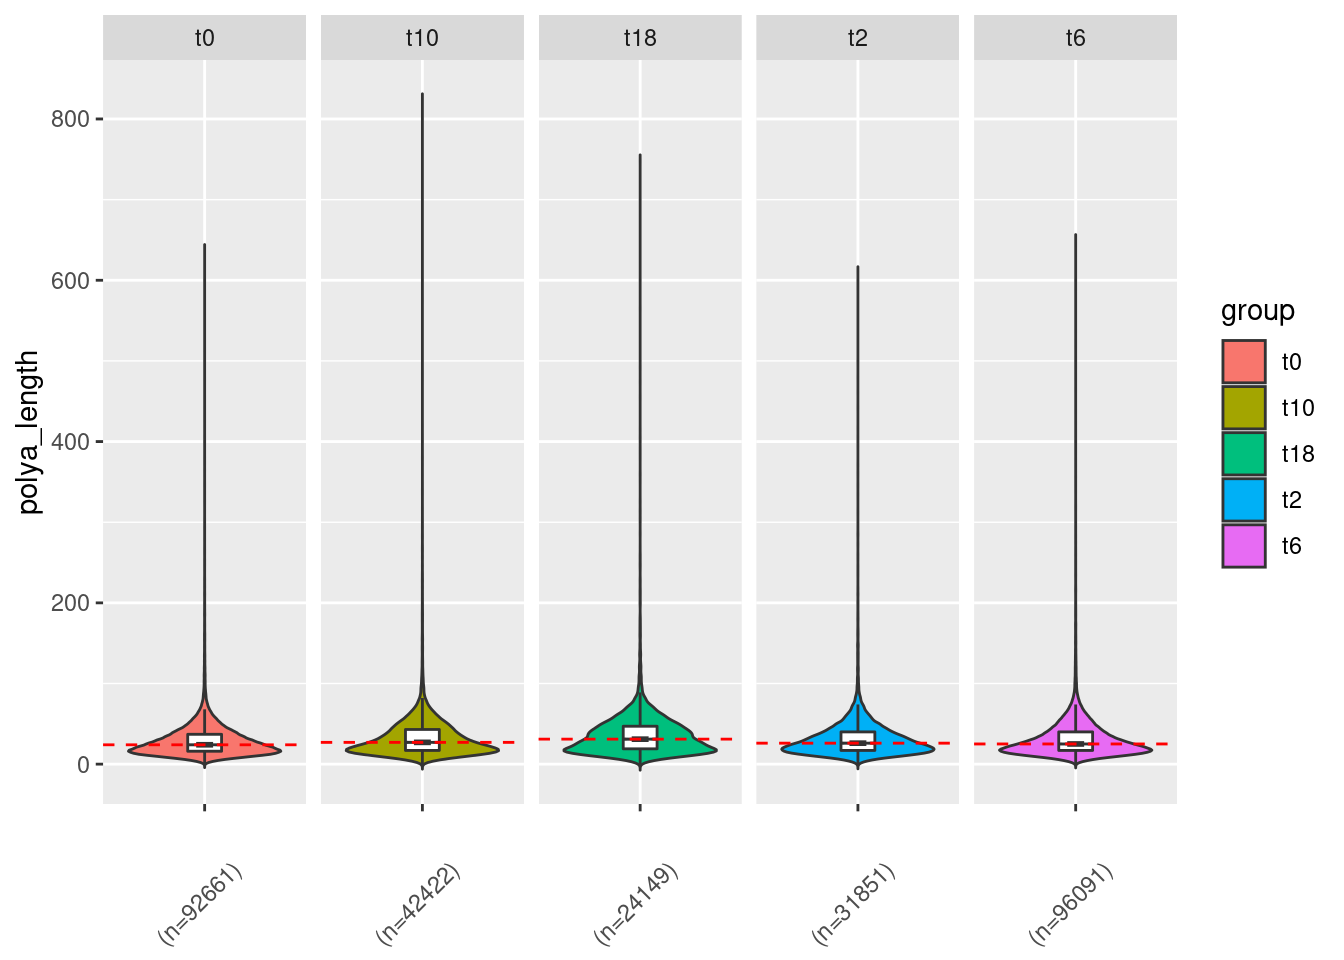 t0
t10
t18
t2
t6
800
600
400
200
0
polya_length
(n=92661)
(n=42422)
(n=24149)
(n=31851)
(n=96091)
group
t0
t10
t18
t2
t6